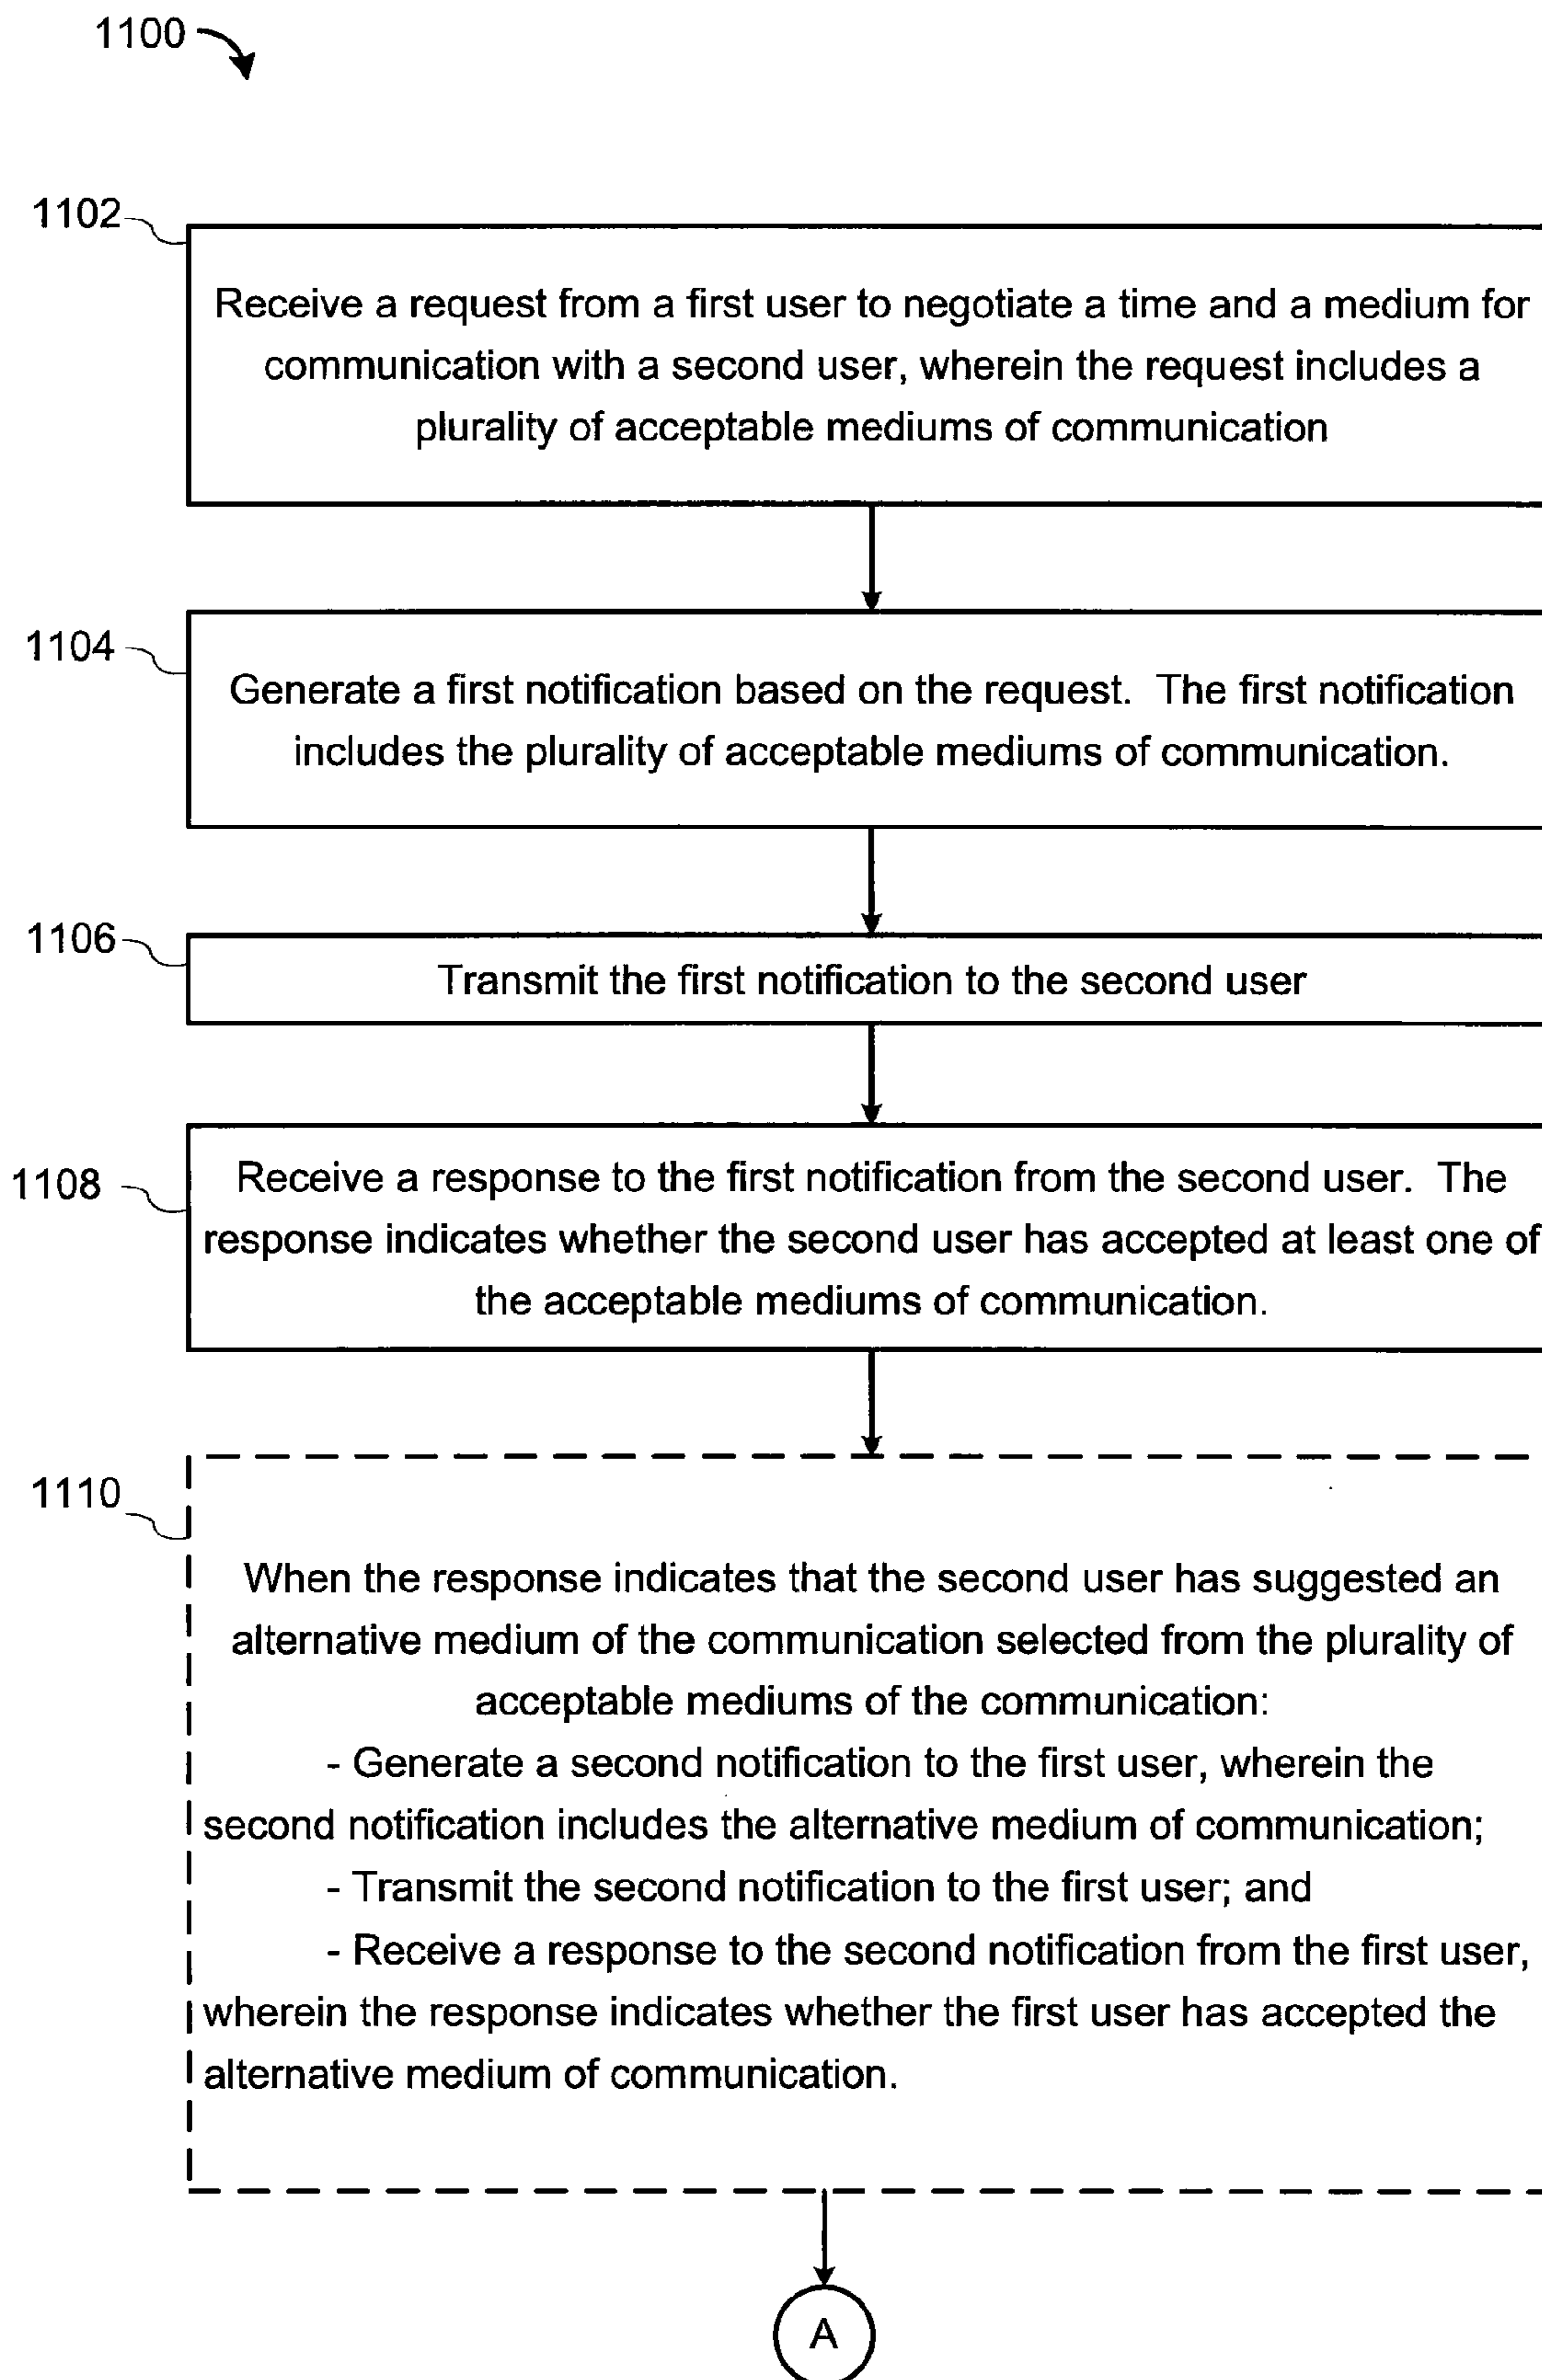 1100
1102
Receive a request from a first user to negotiate a time and a medium for
communication with a second user, wherein the request includes a
plurality of acceptable mediums of communication
1104
Generate a first notification based on the request.  The first notification
includes the plurality of acceptable mediums of communication.
1106
Transmit the first notification to the second user
1108
Receive a response to the first notification from the second user.  The
response indicates whether the second user has accepted at least one of
the acceptable mediums of communication.
1110
When the response indicates that the second user has suggested an
alternative medium of the communication selected from the plurality of
acceptable mediums of the communication:
- Generate a second notification to the first user, wherein the
second notification includes the alternative medium of communication;
- Transmit the second notification to the first user; and
- Receive a response to the second notification from the first user,
wherein the response indicates whether the first user has accepted the
alternative medium of communication.
A